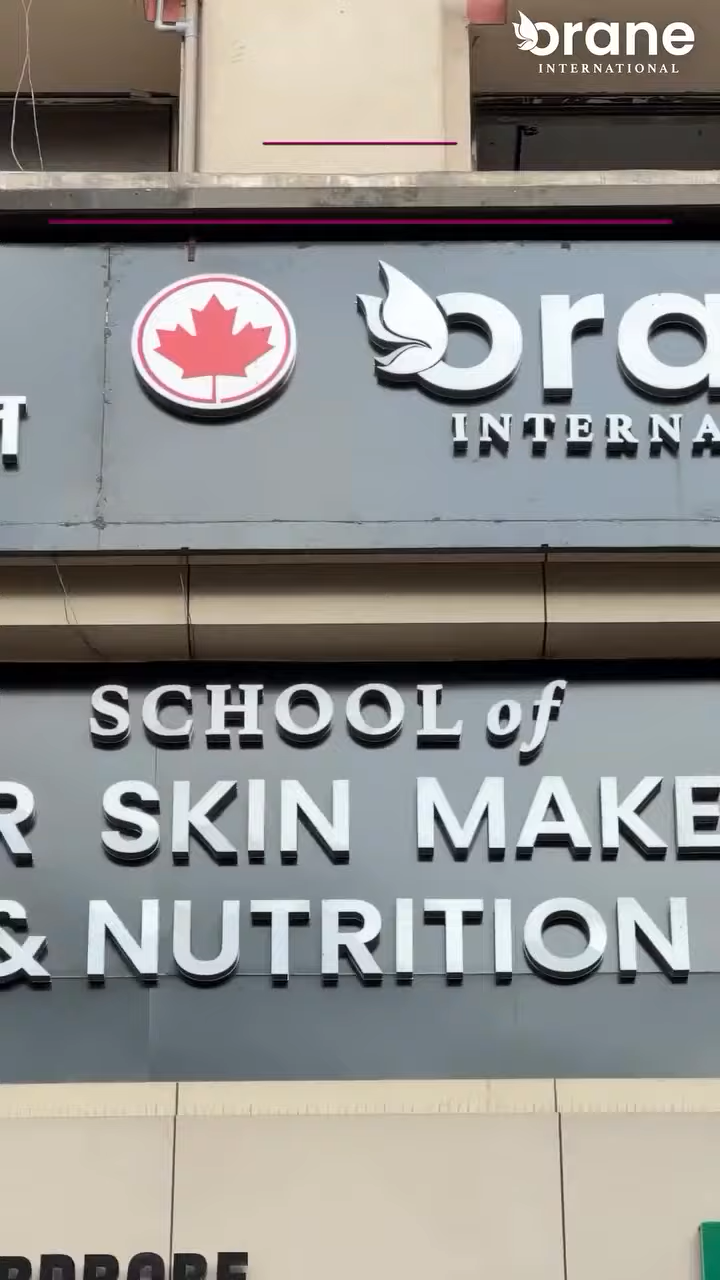 orane
INTERNATIONAL
ora
INTERNA
SCHOOL of
R SKIN MAKE
& NUTRITION